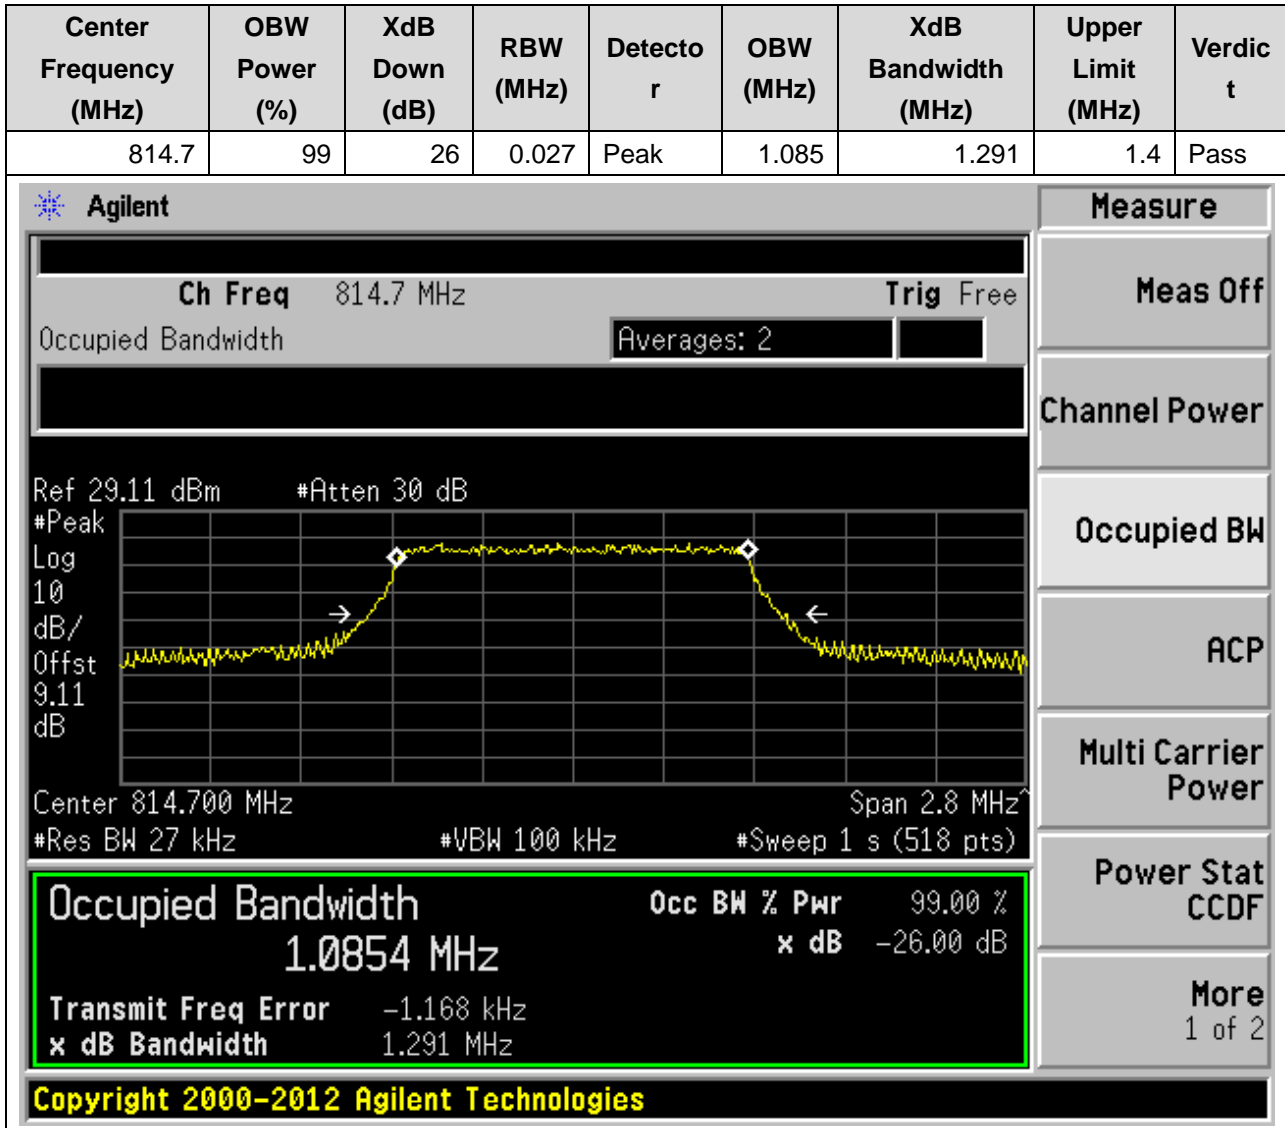 Center Frequency (MHz) OBW Power (%) XdB Down (dB) RBW (MHz) Detecto r OBW (MHz) XdB Bandwidth (MHz) Upper Limit (MHz) Verdic t
814.7 99 26 0.027 Peak 1.085 1.291 1.4 Pass
Agilent
Measure
Ch Freq 814.7 MHz Trig Free
Meas Off
Occupied Bandwidth Averages: 2
Channel Power
Ref 29.11 dBm #Atten 30 dB
#Peak
Log
10
dB/
Offst
9.11
dB
Occupied BW
ACP
Multi Carrier
Power
Center 814.700 MHz Span 2.8 MHz^
#Res BW 27 kHz #VBW 100 kHz #Sweep 1 s (518 pts)
Power Stat
CCDF
Occupied Bandwidth Occ BW % Pwr 99.00 %
1.0854 MHz x dB -26.00 dB
Transmit Freq Error -1.168 kHz
x dB Bandwidth 1.291 MHz
More
1 of 2
Copyright 2000-2012 Agilent Technologies